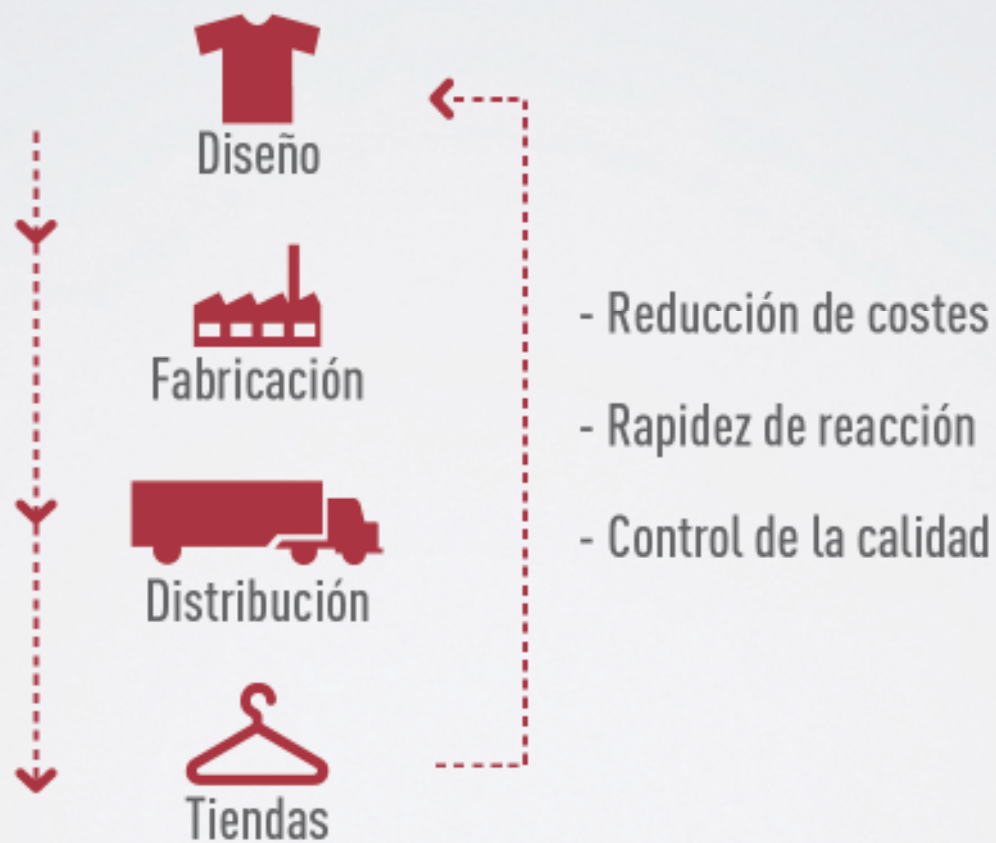 Diseño
Fabricación
Distribución
Tiendas
- Reducción de costes
- Rapidez de reacción
- Control de la calidad